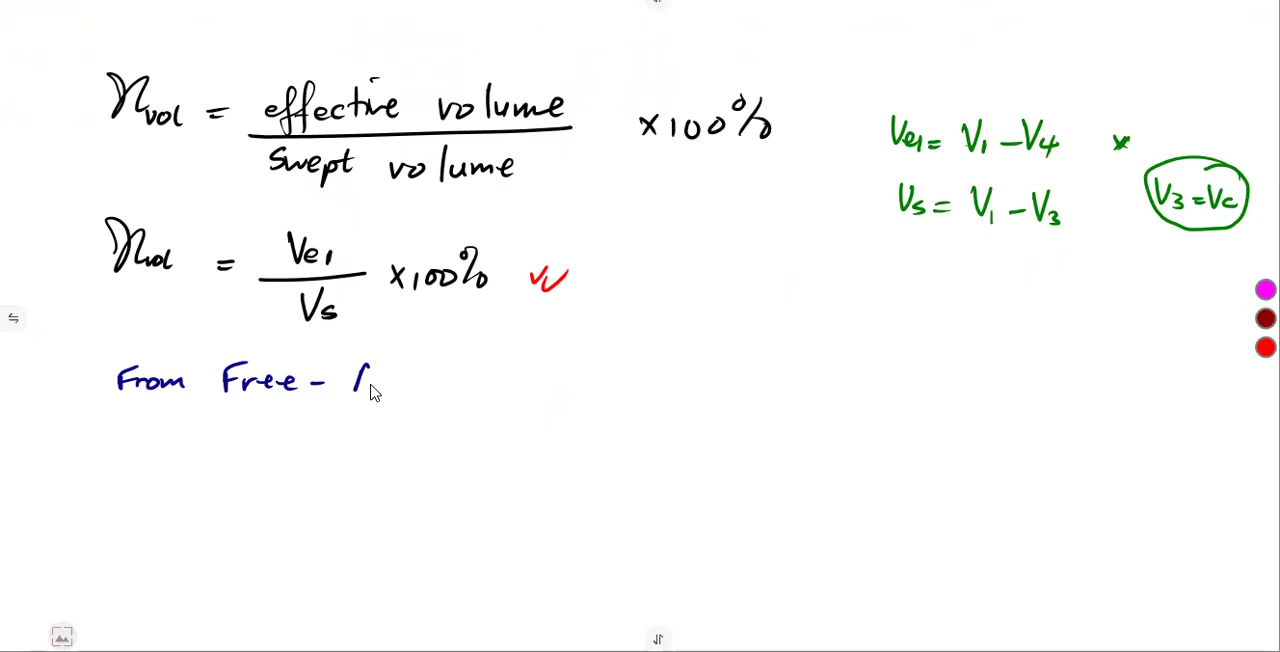 ηvol = effective volume / swept volume ×100%
ηvol = Ve1 / Vs ×100% ✓✓
From Free -
Ve1 = V1 - V4 *
Vs = V1 - V3
V3 = Vc